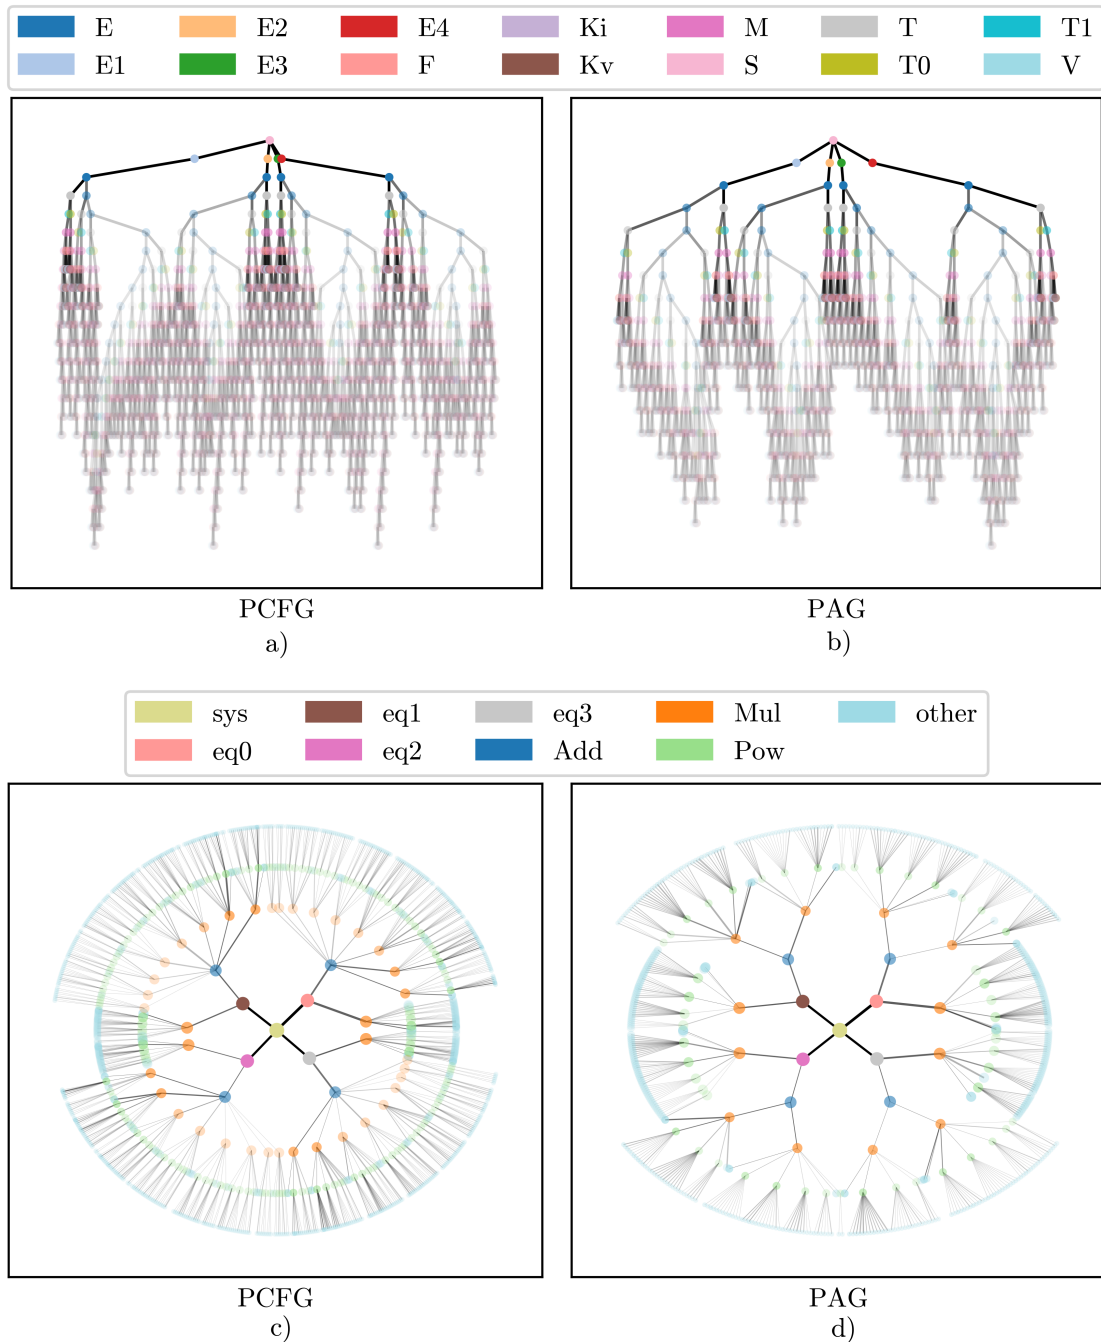 E E2 E4 Ki M T T1
E1 E3 F Kv S T0 V
PCFG PAG
a) b)
sys eq1 eq3 Mul other
eq0 eq2 Add Pow
PCFG PAG
c) d)